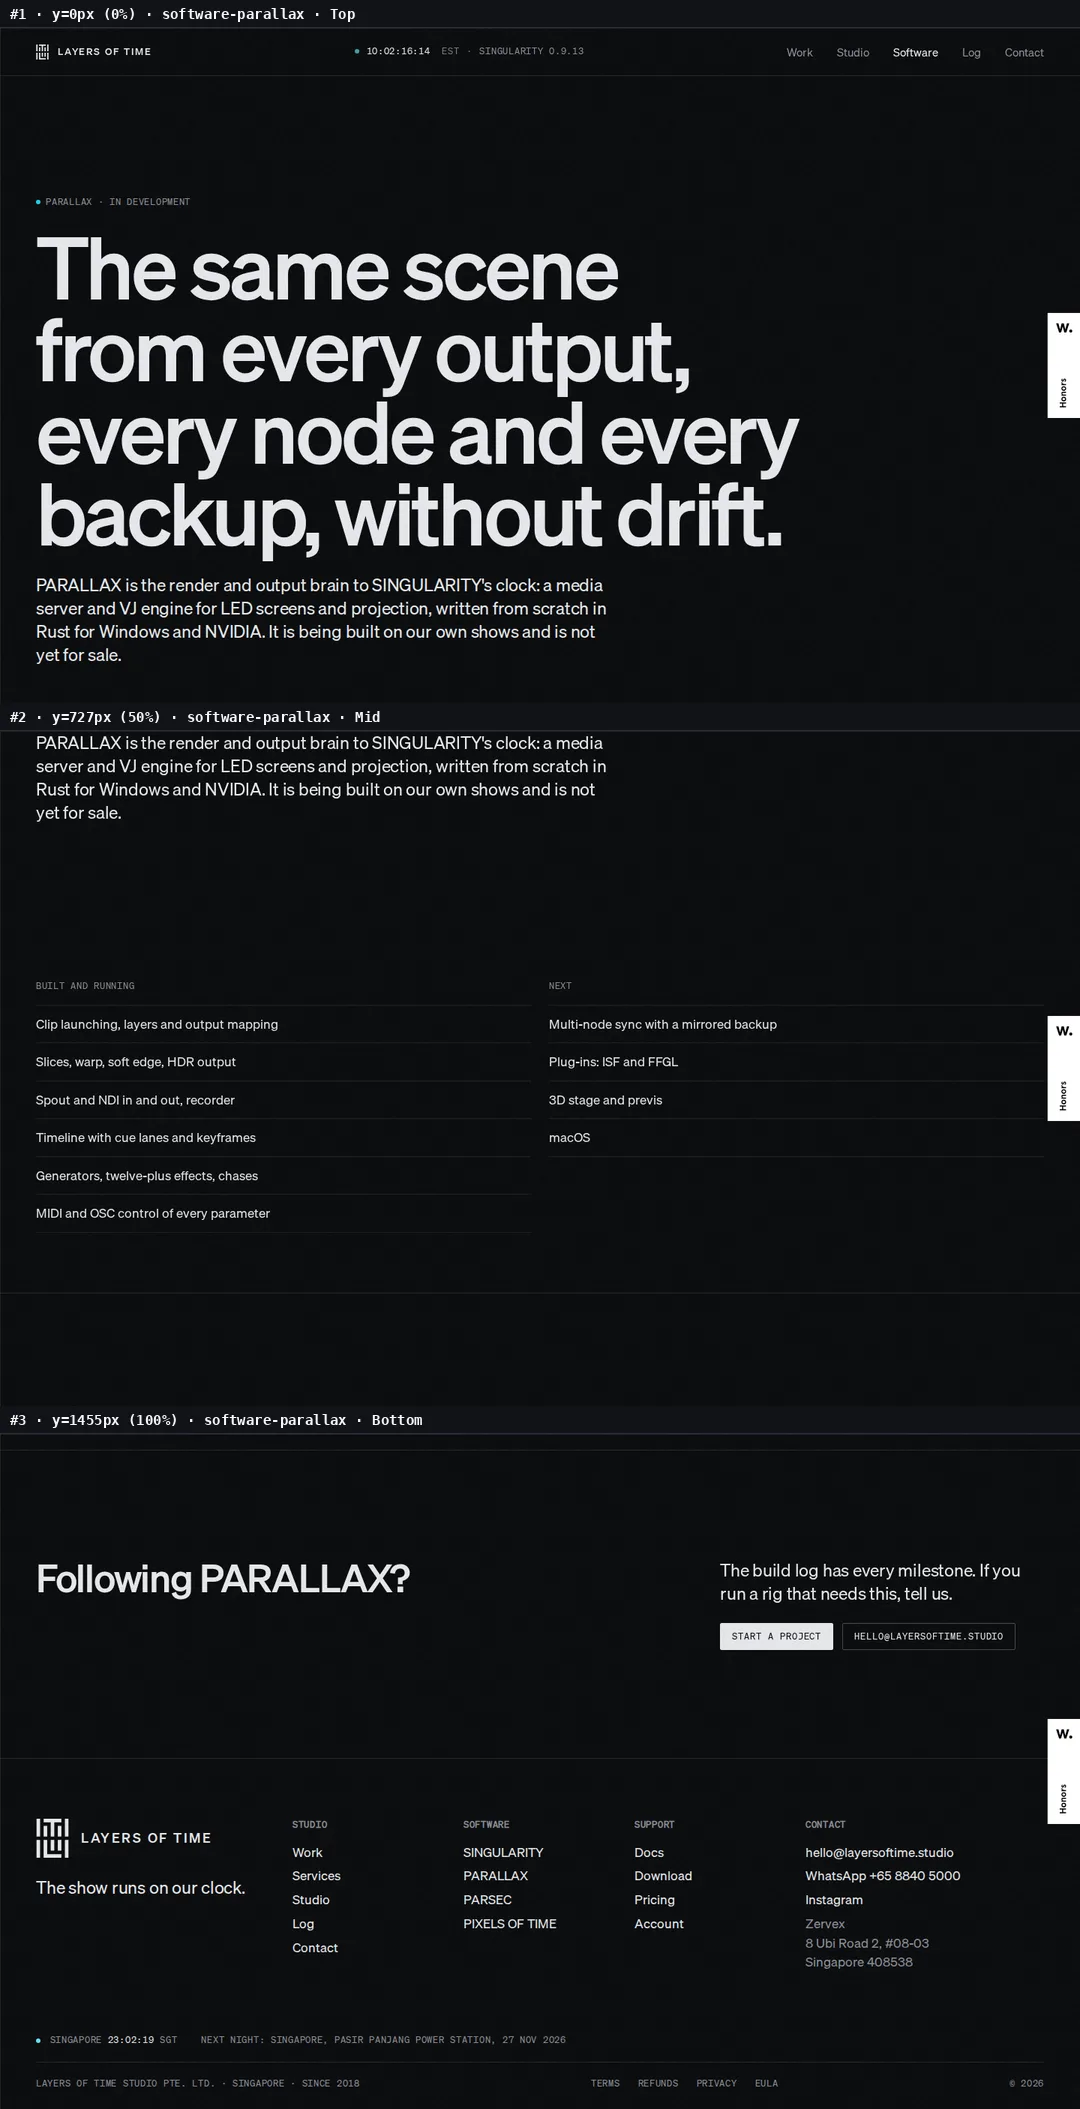 #1 · y=0px (0%) · software-parallax · Top
LAYERS OF TIME
10:02:16:14 EST · SINGULARITY 0.9.13
Work Studio Software Log Contact
PARALLAX · IN DEVELOPMENT
The same scene
from every output,
every node and every
backup, without drift.
PARALLAX is the render and output brain to SINGULARITY's clock: a media
server and VJ engine for LED screens and projection, written from scratch in
Rust for Windows and NVIDIA. It is being built on our own shows and is not
yet for sale.
W.
Honors
#2 · y=727px (50%) · software-parallax · Mid
PARALLAX is the render and output brain to SINGULARITY's clock: a media
server and VJ engine for LED screens and projection, written from scratch in
Rust for Windows and NVIDIA. It is being built on our own shows and is not
yet for sale.
BUILT AND RUNNING
Clip launching, layers and output mapping
Slices, warp, soft edge, HDR output
Spout and NDI in and out, recorder
Timeline with cue lanes and keyframes
Generators, twelve-plus effects, chases
MIDI and OSC control of every parameter
NEXT
Multi-node sync with a mirrored backup
Plug-ins: ISF and FFGL
3D stage and previs
macOS
W.
Honors
#3 · y=1455px (100%) · software-parallax · Bottom
Following PARALLAX?
The build log has every milestone. If you
run a rig that needs this, tell us.
START A PROJECT
HELLO@LAYERSOFTIME.STUDIO
W.
Honors
LAYERS OF TIME
The show runs on our clock.
STUDIO
Work
Services
Studio
Log
Contact
SOFTWARE
SINGULARITY
PARALLAX
PARSEC
PIXELS OF TIME
SUPPORT
Docs
Download
Pricing
Account
CONTACT
hello@layersoftime.studio
WhatsApp +65 8840 5000
Instagram
Zervex
8 Ubi Road 2, #08-03
Singapore 408538
SINGAPORE 23:02:19 SGT NEXT NIGHT: SINGAPORE, PASIR PANJANG POWER STATION, 27 NOV 2026
LAYERS OF TIME STUDIO PTE. LTD. · SINGAPORE · SINCE 2018
TERMS REFUNDS PRIVACY EULA
© 2026